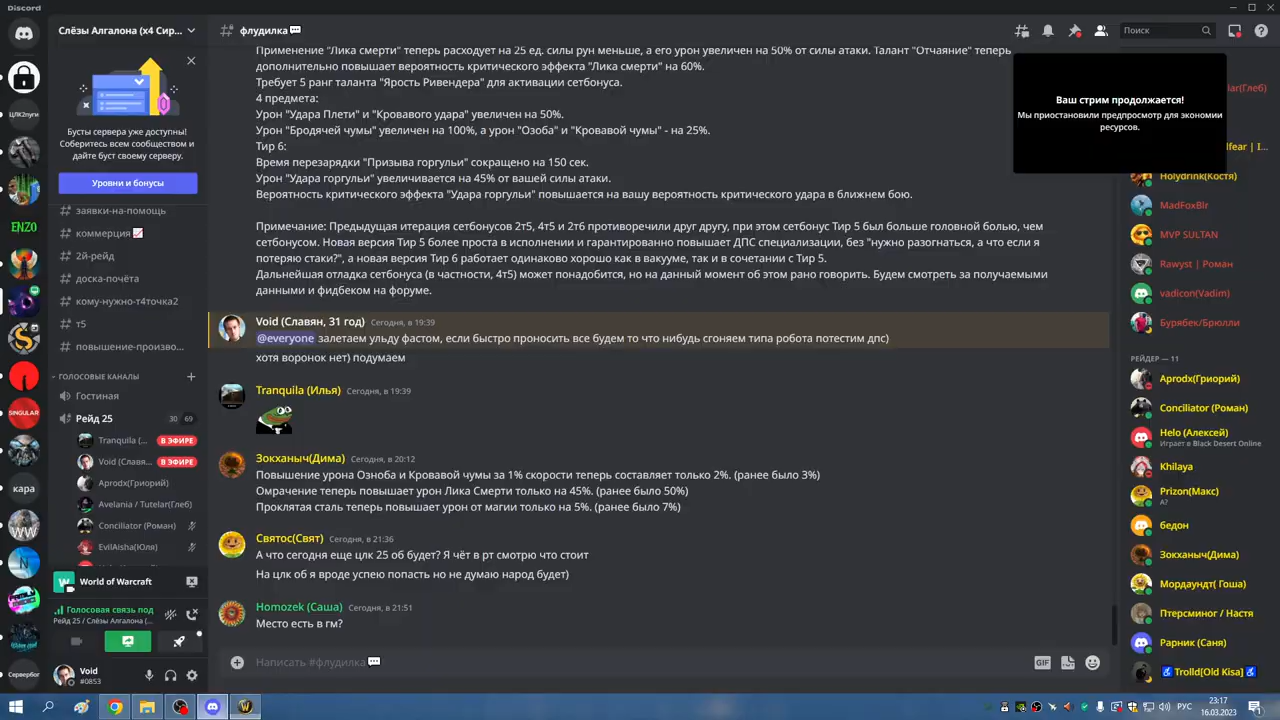 Discord
Слёзы Алгалона (x4 Сир...
флудилка
Поиск
Бусты сервера уже доступны!
Соберитесь всем сообществом и
дайте буст своему серверу.
Уровни и бонусы
заявки-на-помощь
коммерция
2й-рейд
доска-почёта
кому-нужно-т4точка2
т5
повышение-произво...
ГОЛОСОВЫЕ КАНАЛЫ
Гостиная
Рейд 25 30 69
Tranquila (... В ЭФИРЕ
Void (Славя... В ЭФИРЕ
Aprodx(Григорий)
Avelania / Tutelar(Глеб)
Conciliator (Роман)
EvilAisha(Юля)
World of Warcraft
Голосовая связь под
Рейд 25 / Слёзы Алгалона (...
Void
#0853
ENZO
SINGULAR
кара
WW
Сервербог
Применение "Лика смерти" теперь расходует на 25 ед. силы рун меньше, а его урон увеличен на 50% от силы атаки. Талант "Отчаяние" теперь
дополнительно повышает вероятность критического эффекта "Лика смерти" на 60%.
Требует 5 ранг таланта "Ярость Ривендера" для активации сетбонуса.
4 предмета:
Урон "Удара Плети" и "Кровавого удара" увеличен на 50%.
Урон "Бродячей чумы" увеличен на 100%, а урон "Озоба" и "Кровавой чумы" - на 25%.
Тир 6:
Время перезарядки "Призыва горгульи" сокращено на 150 сек.
Урон "Удара горгульи" увеличивается на 45% от вашей силы атаки.
Вероятность критического эффекта "Удара горгульи" повышается на вашу вероятность критического удара в ближнем бою.
Примечание: Предыдущая итерация сетбонусов 2т5, 4т5 и 2т6 противоречили друг другу, при этом сетбонус Тир 5 был больше головной болью, чем
сетбонусом. Новая версия Тир 5 более проста в исполнении и гарантированно повышает ДПС специализации, без "нужно разогнаться, а что если я
потеряю стаки?", а новая версия Тир 6 работает одинаково хорошо как в вакууме, так и в сочетании с Тир 5.
Дальнейшая отладка сетбонуса (в частности, 4т5) может понадобится, но на данный момент об этом рано говорить. Будем смотреть за получаемыми
данными и фидбеком на форуме.
Void (Славян, 31 год) Сегодня, в 19:39
@everyone залетаем ульду фастом, если быстро проносить все будем то что нибудь сгоняем типа робота потестим дпс)
хотя воронок нет) подумаем
Tranquila (Илья) Сегодня, в 19:39
Зокханыч(Дима) Сегодня, в 20:12
Повышение урона Озноба и Кровавой чумы за 1% скорости теперь составляет только 2%. (ранее было 3%)
Омрачение теперь повышает урон Лика Смерти только на 45%. (ранее было 50%)
Проклятая сталь теперь повышает урон от магии только на 5%. (ранее было 7%)
Святос(Свят) Сегодня, в 21:36
А что сегодня еще цлк 25 об будет? Я чёт в рт смотрю что стоит
На цлк об я вроде успею попасть но не думаю народ будет)
Homozek (Саша) Сегодня, в 21:51
Место есть в гм?
Написать #флудилка
GIF
Ваш стрим продолжается!
Мы приостановили предпросмотр для экономии
ресурсов.
lar(Глеб)
lfear | I...
Holydrink(Костя)
MadFoxBlr
MVP SULTAN
Rawyst | Роман
vadicon(Vadim)
Бурябек/Брюлли
РЕЙДЕР — 11
Aprodx(Гриорий)
Conciliator (Роман)
Helo (Алексей)
Играет в Black Desert Online
Khilaya
Prizon(Макс)
А?
бедон
Зокханыч(Дима)
Мордаундт( Гоша)
Птерсминог / Настя
Рарник (Саня)
Trolld[Old Kisa]
РУС
23:17
16.03.2023